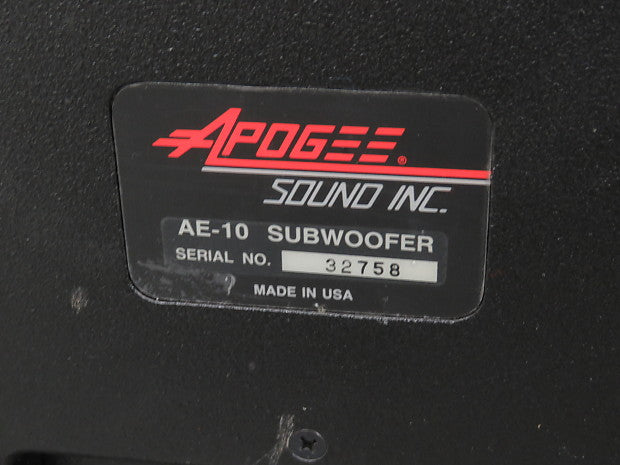 APOGEE®
SOUND INC.
AE-10 SUBWOOFER
SERIAL NO. 32758
MADE IN USA